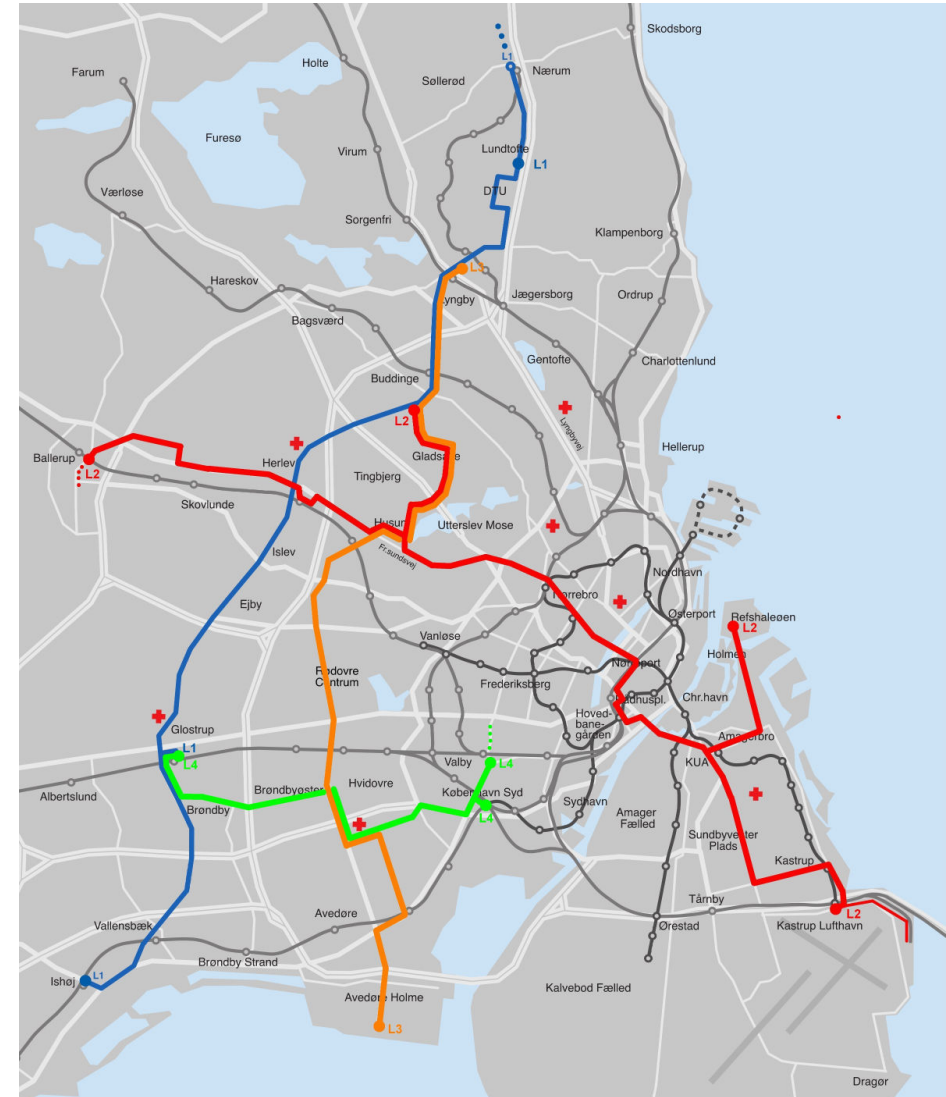 Skodsborg
Holte
L1
Nærum
Farum
Søllerød
Furesø
Lundtofte
Virum
L1
Værløse
DTU
Sorgenfri
Klampenborg
L3
Hareskov
Lyngby
Jægersborg
Ordrup
Bagsværd
Gentofte
Charlottenlund
Buddinge
L2
Lyngbyvej
Hellerup
Ballerup
Gladsaxe
Herlev
L2
Tingbjerg
Skovlunde
Husum
Utterslev Mose
Islev
Fr.sundsvej
Nordhavn
Nørrebro
Ejby
Østerport
Refshaleøen
L2
Vanløse
Holmen
Rødovre
Centrum
Nørreport
Frederiksberg
Rådhuspl.
Chr.havn
Hoved-
bane-
gården
Glostrup
Amagerbro
L1
L4
Valby
L4
KUA
Albertslund
Brøndbyøster
Hvidovre
København Syd
Brøndby
L4
Sydhavn
Amager
Fælled
Sundbyvester
Plads
Kastrup
Tårnby
Avedøre
L2
Vallensbæk
Ørestad
Kastrup Lufthavn
Brøndby Strand
Ishøj
L1
Avedøre Holme
Kalvebod Fælled
L3
Dragør